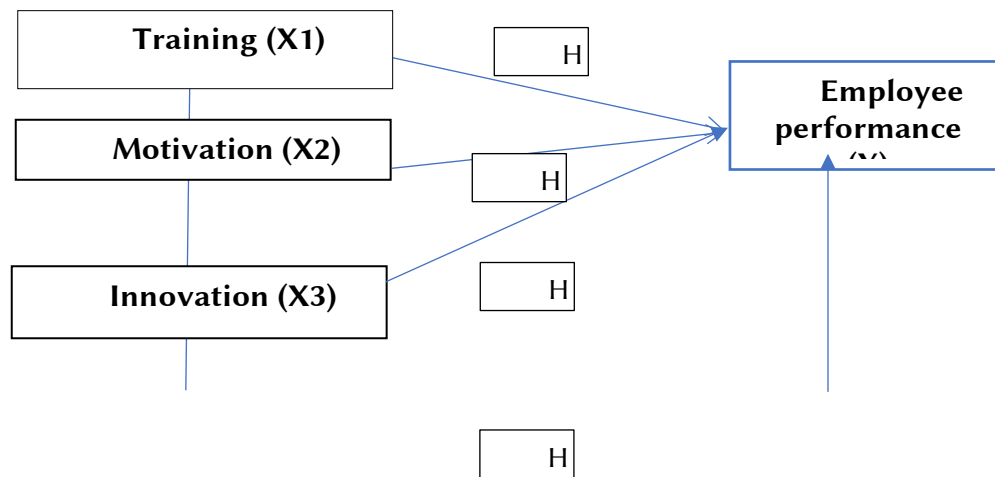 Training (X1)
H
Employee
performance
Motivation (X2)
H
Innovation (X3)
H
H